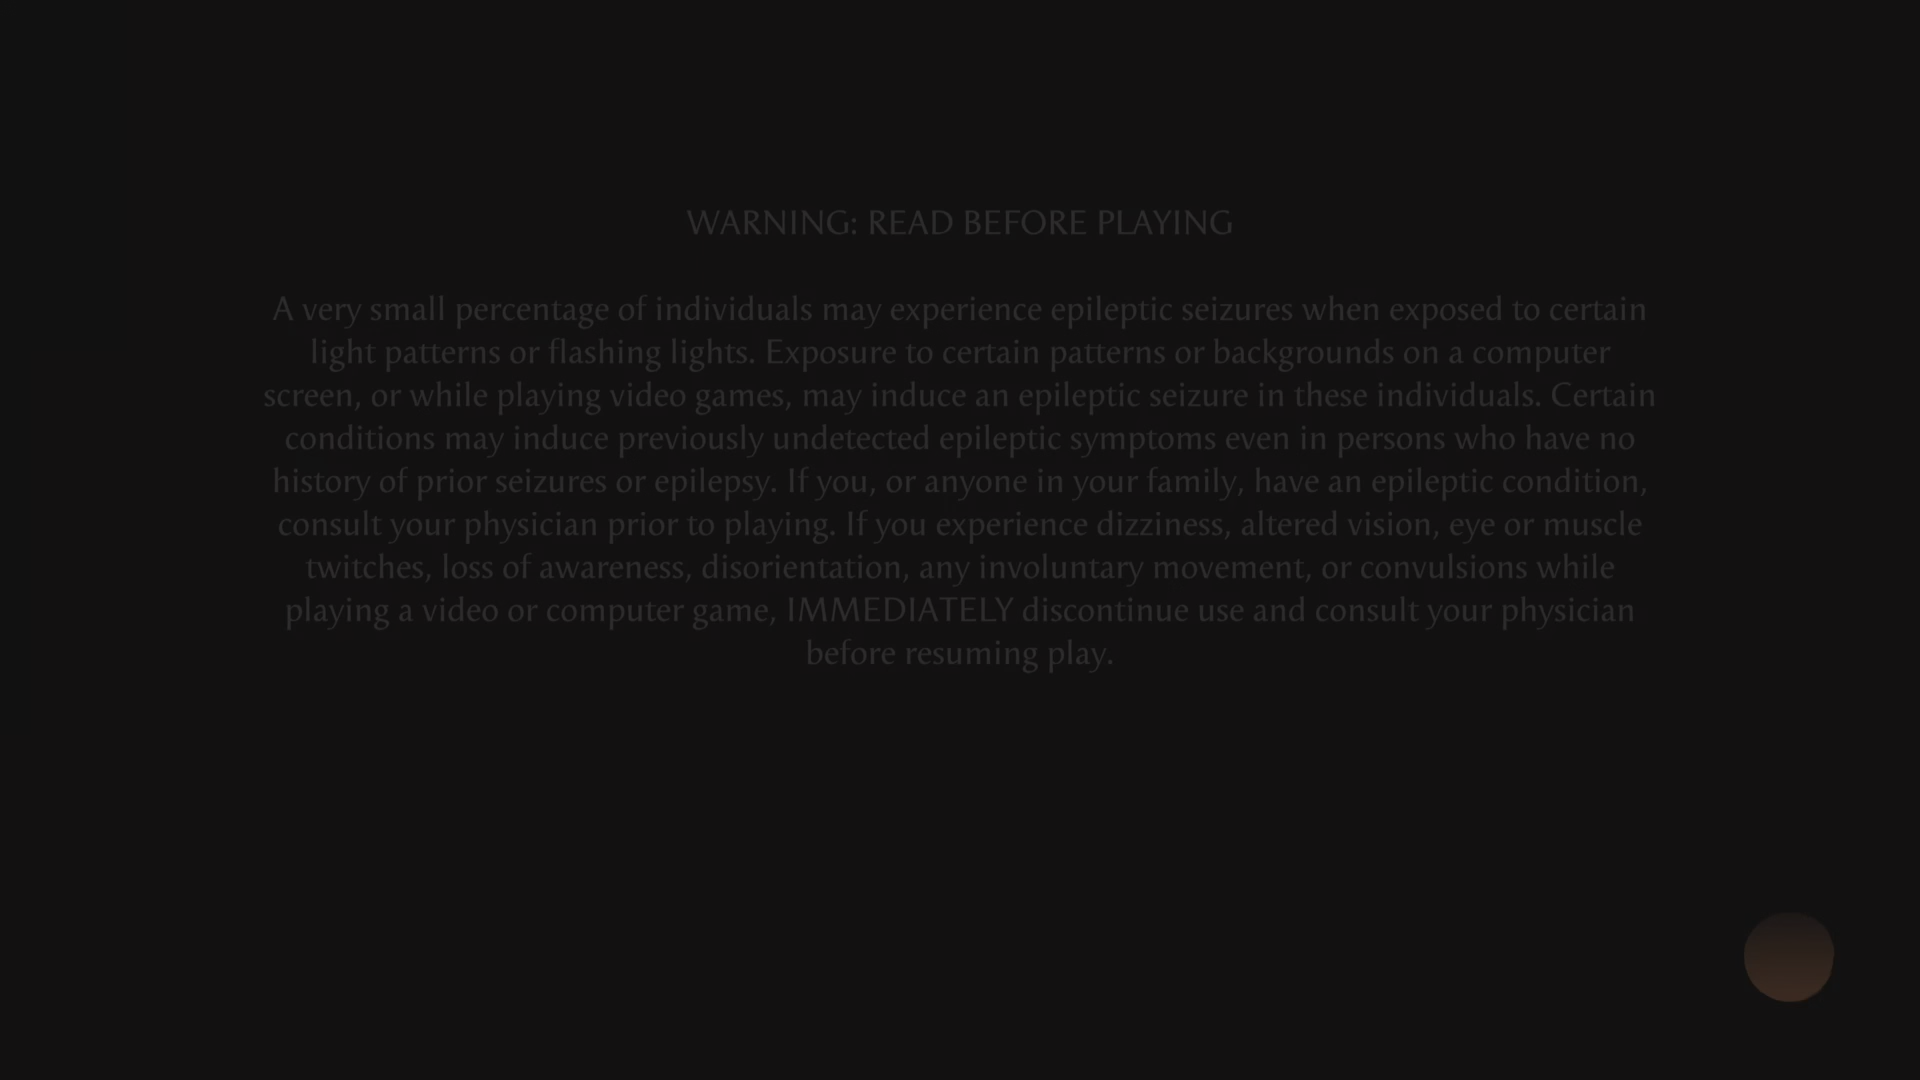 WARNING: READ BEFORE PLAYING
A very small percentage of individuals may experience epileptic seizures when exposed to certain
light patterns or flashing lights. Exposure to certain patterns or backgrounds on a computer
screen, or while playing video games, may induce an epileptic seizure in these individuals. Certain
conditions may induce previously undetected epileptic symptoms even in persons who have no
history of prior seizures or epilepsy. If you, or anyone in your family, have an epileptic condition,
consult your physician prior to playing. If you experience dizziness, altered vision, eye or muscle
twitches, loss of awareness, disorientation, any involuntary movement, or convulsions while
playing a video or computer game, IMMEDIATELY discontinue use and consult your physician
before resuming play.